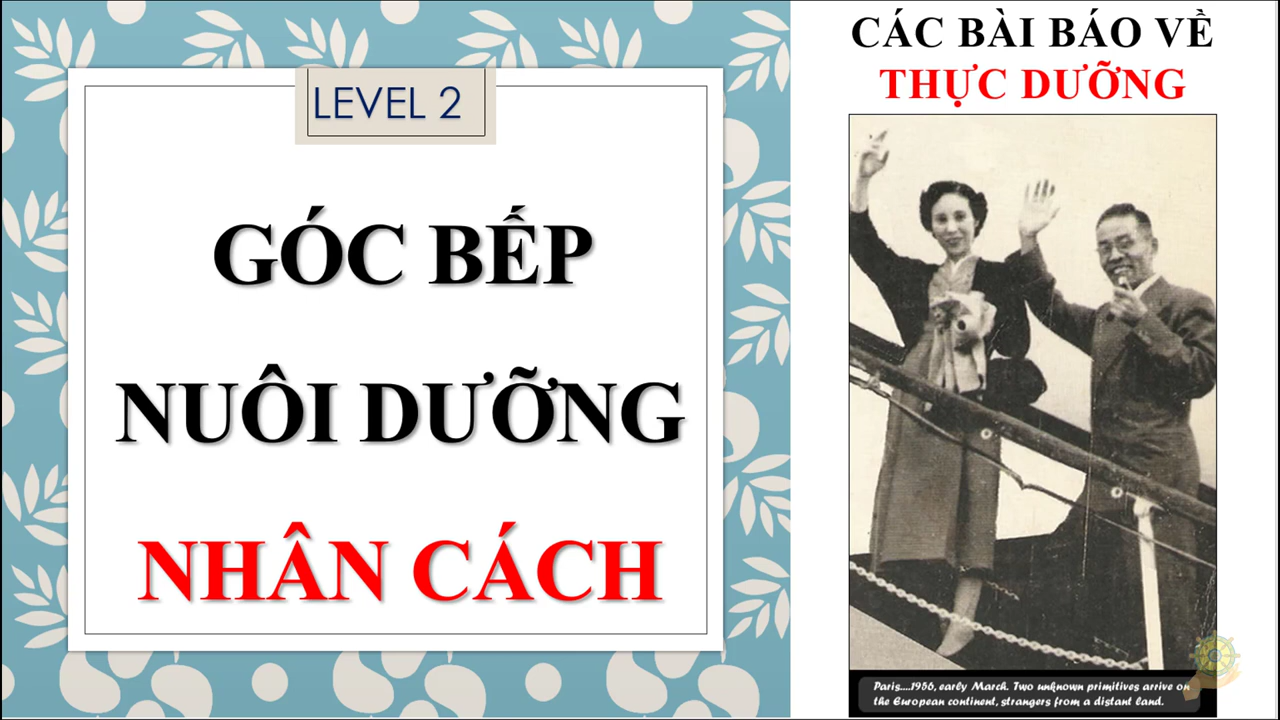 LEVEL 2
GÓC BẾP
NUÔI DƯỠNG
NHÂN CÁCH
CÁC BÀI BÁO VỀ
THỰC DƯỠNG
Paris....1956, early March. Two unknown primitives arrive on
the European continent, strangers from a distant land.